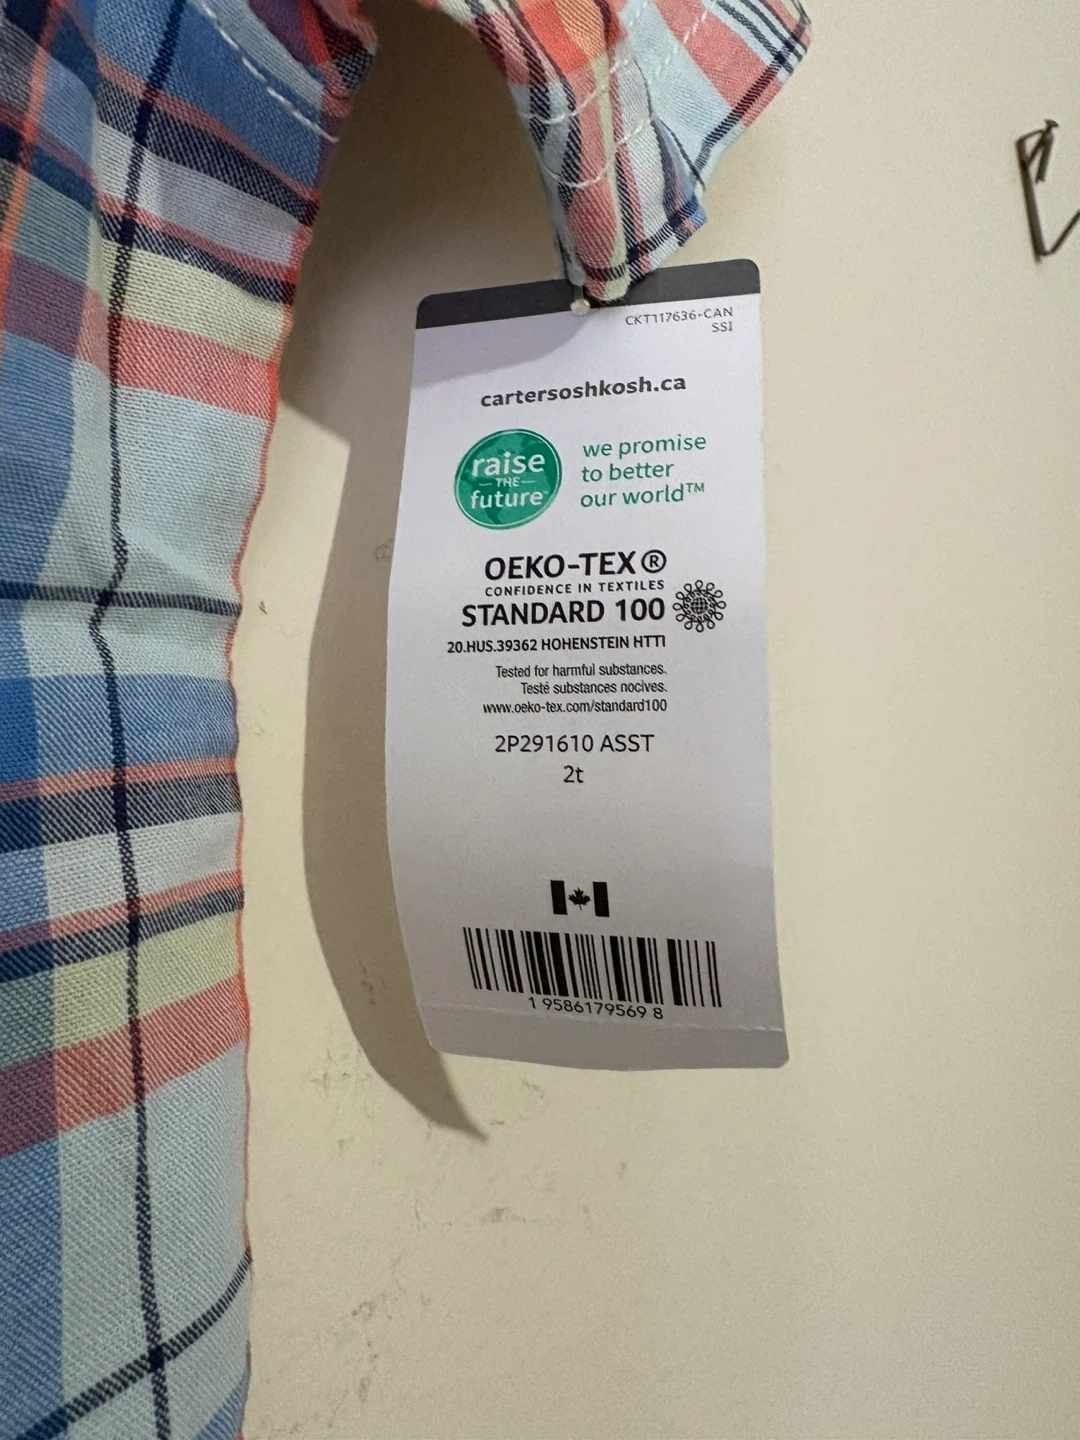 CKT117636-CAN
SSI
cartersoshkosh.ca
raise
THE
future
we promise
to better
our world™
OEKO-TEX®
CONFIDENCE IN TEXTILES
STANDARD 100
20.HUS.39362 HOHENSTEIN HTTI
Tested for harmful substances.
Testé substances nocives.
www.oeko-tex.com/standard100
2P291610 ASST
2t
1 9586179569 8